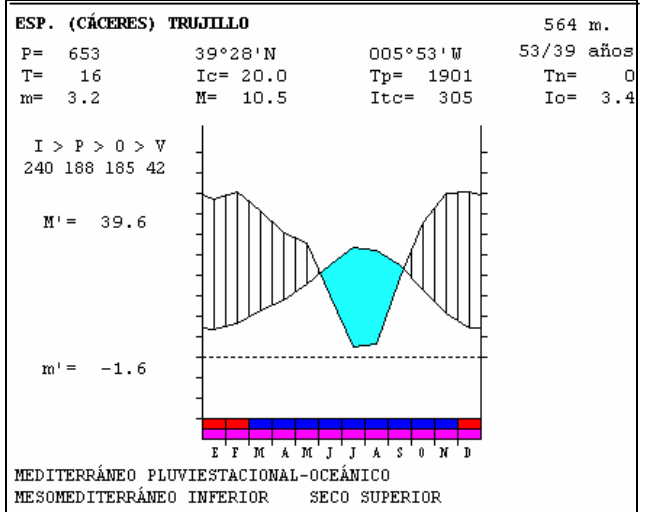 ESP. (CÁCERES) TRUJILLO 564 m.
P= 653 39°28'N 005°53'W 53/39 años
T= 16 Ic= 20.0 Tp= 1901 Tn= 0
m= 3.2 M= 10.5 Itc= 305 Io= 3.4
I > P > O > V
240 188 185 42
M'= 39.6
m'= -1.6
E F M A M J J A S O N D
MEDITERRÁNEO PLUVIESTACIONAL-OCEÁNICO
MESOMEDITERRÁNEO INFERIOR SECO SUPERIOR